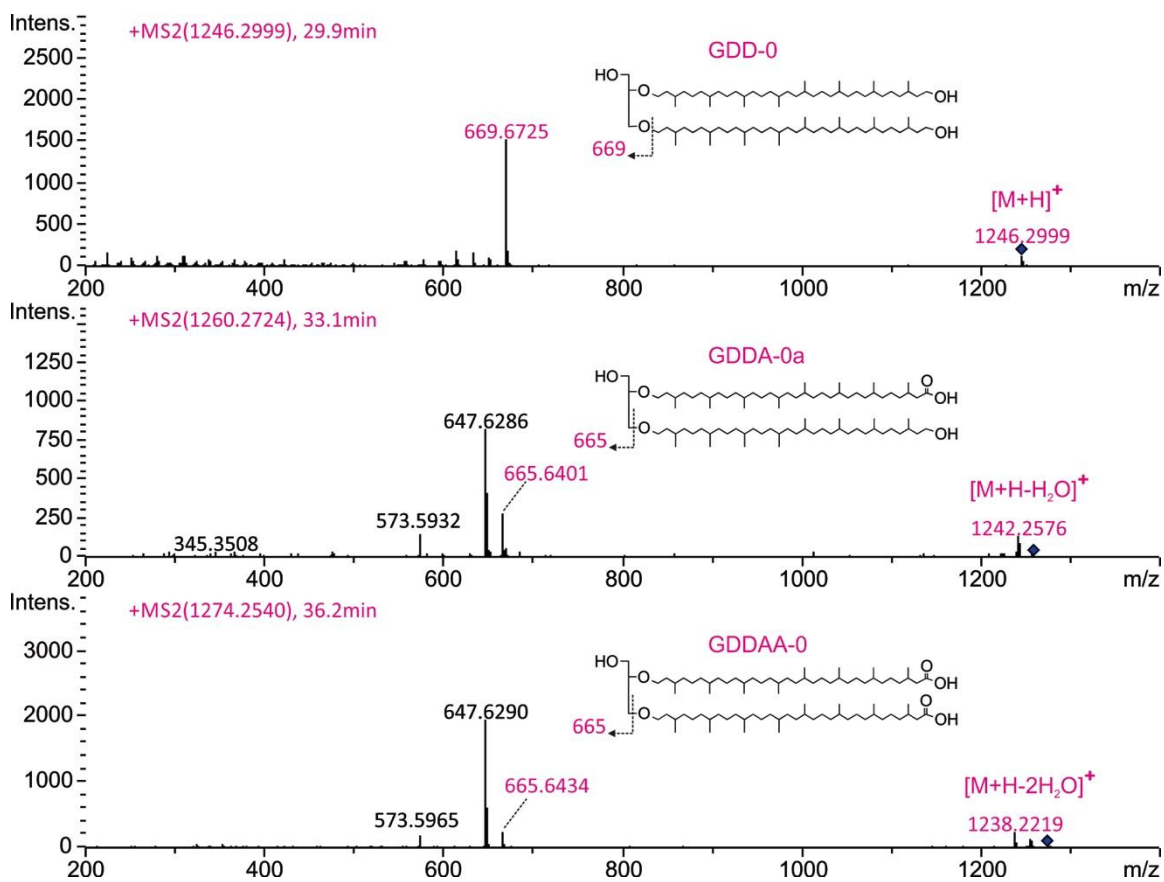 Intens.
+MS2(1246.2999), 29.9min
2500
2000
1500
1000
500
0
669.6725
GDD-0
HO
O
OH
O
OH
669
[M+H]+
1246.2999
200 400 600 800 1000 1200 m/z
Intens.
+MS2(1260.2724), 33.1min
1250
1000
750
500
250
0
345.3508
573.5932
647.6286
665.6401
GDDA-0a
HO
O
O
OH
O
OH
665
[M+H-H₂O]+
1242.2576
200 400 600 800 1000 1200 m/z
Intens.
+MS2(1274.2540), 36.2min
3000
2000
1000
0
573.5965
647.6290
665.6434
GDDAA-0
HO
O
O
OH
O
O
OH
665
[M+H-2H₂O]+
1238.2219
200 400 600 800 1000 1200 m/z